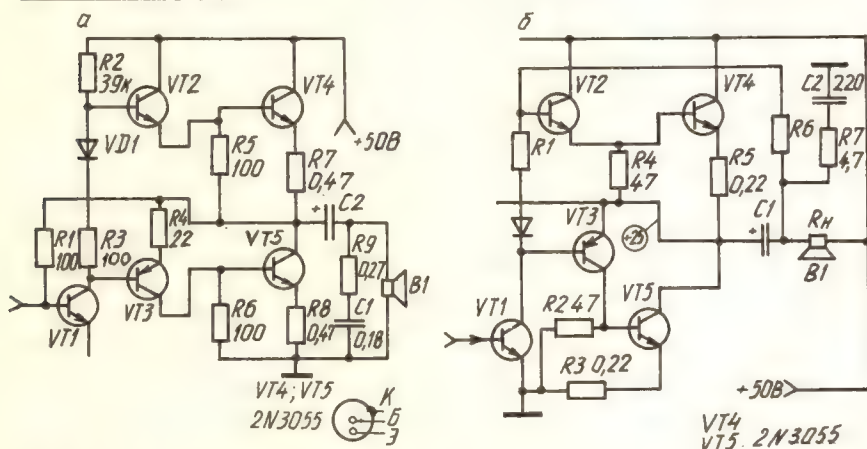 а
R2
39к
VT2
VT4
VD1
R5
100
+50В
R7
0,47
C2
+
R4
22
R1
100
R3
100
VT5
R9
0,27
B1
VT1
VT3
R6
100
R8
0,47
C1
0,18
VT4; VT5
2N3055
К
Б
Э
б
VT2
VT4
C2 220
R6
R7
4,7
R1
R4
47
R5
0,22
VT3
+25
C1
+
Rн
B1
VT1
R2 47
VT5
R3 0,22
+50В
VT4
VT5 2N3055